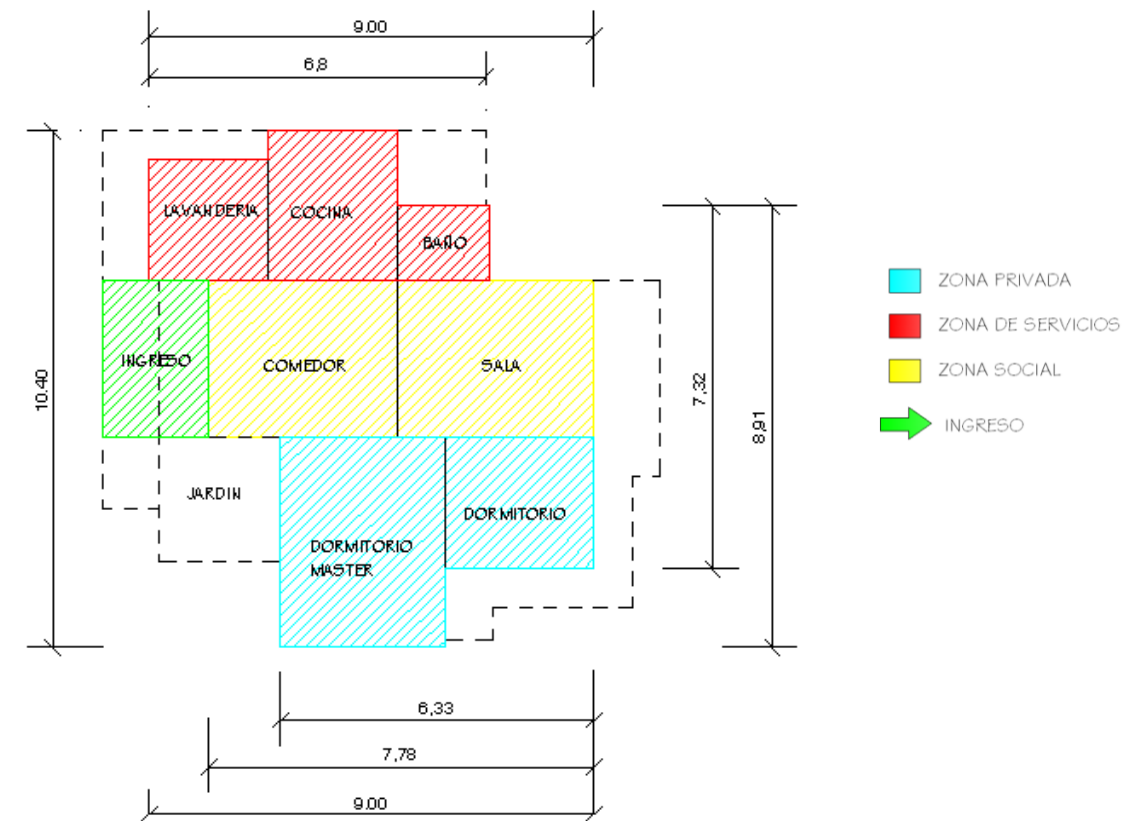 9.00
6,8
LAVANDERIA
COCINA
BAÑO
ZONA PRIVADA
ZONA DE SERVICIOS
ZONA SOCIAL
INGRESO
INGRESO
COMEDOR
SALA
10.40
7,32
8,91
JARDIN
DORMITORIO
DORMITORIO
MASTER
6,33
7,78
9.00